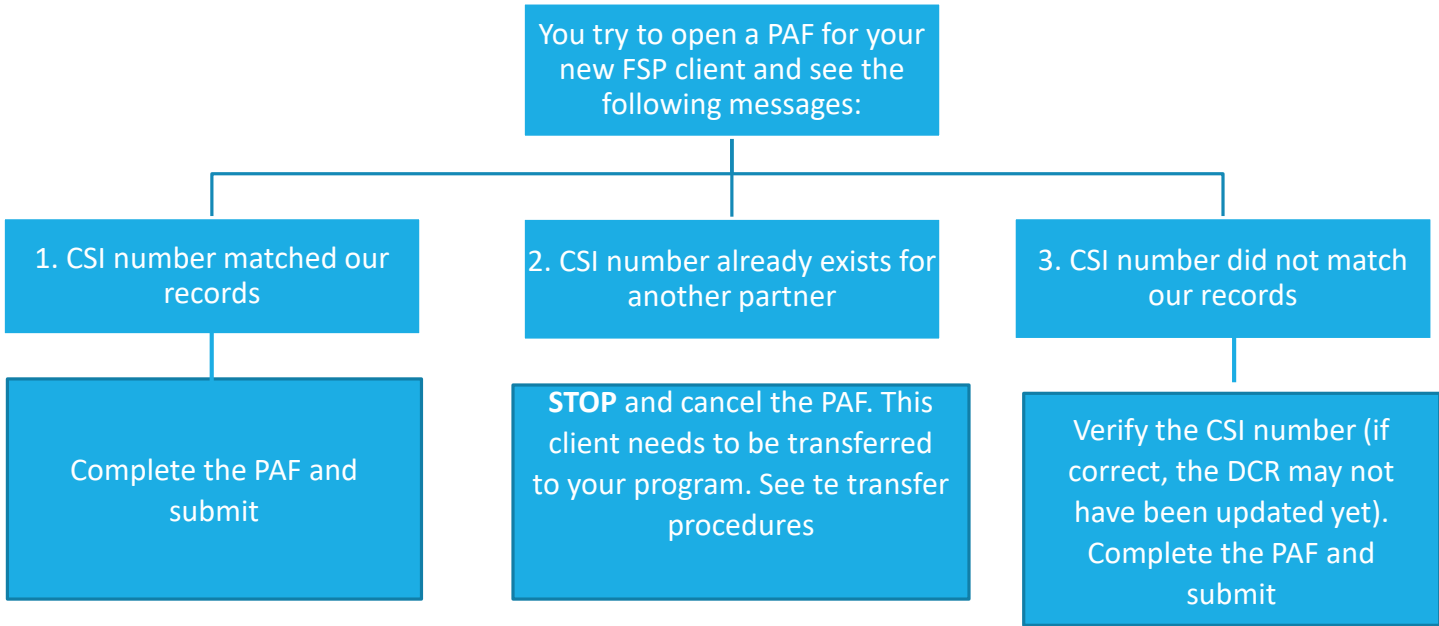 You try to open a PAF for your
new FSP client and see the
following messages:
1. CSI number matched our
records
2. CSI number already exists for
another partner
3. CSI number did not match
our records
Complete the PAF and
submit
STOP and cancel the PAF. This
client needs to be transferred
to your program. See te transfer
procedures
Verify the CSI number (if
correct, the DCR may not
have been updated yet).
Complete the PAF and
submit